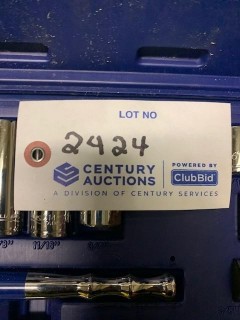 LOT NO
2424
CENTURY
AUCTIONS
POWERED BY
ClubBid
A DIVISION OF CENTURY SERVICES
11/16"